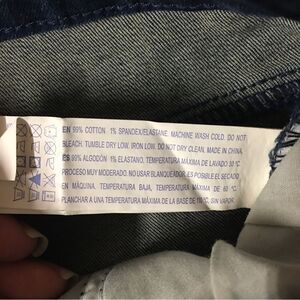 EN 99% COTTON 1% SPANDEX/ELASTANE. MACHINE WASH COLD. DO NOT
BLEACH. TUMBLE DRY LOW. IRON LOW. DO NOT DRY CLEAN. MADE IN CHINA.
ES 99% ALGODÓN 1% ELASTANO. TEMPERATURA MÁXIMA DE LAVADO 30 °C
PROCESO MUY MODERADO. NO USAR BLANQUEADOR. ES POSIBLE EL SECADO
EN MÁQUINA, TEMPERATURA BAJA, TEMPERATURA MÁXIMA DE 60 °C.
PLANCHAR A UNA TEMPERATURA MÁXIMA DE LA BASE DE 110 °C, SIN VAPOR.